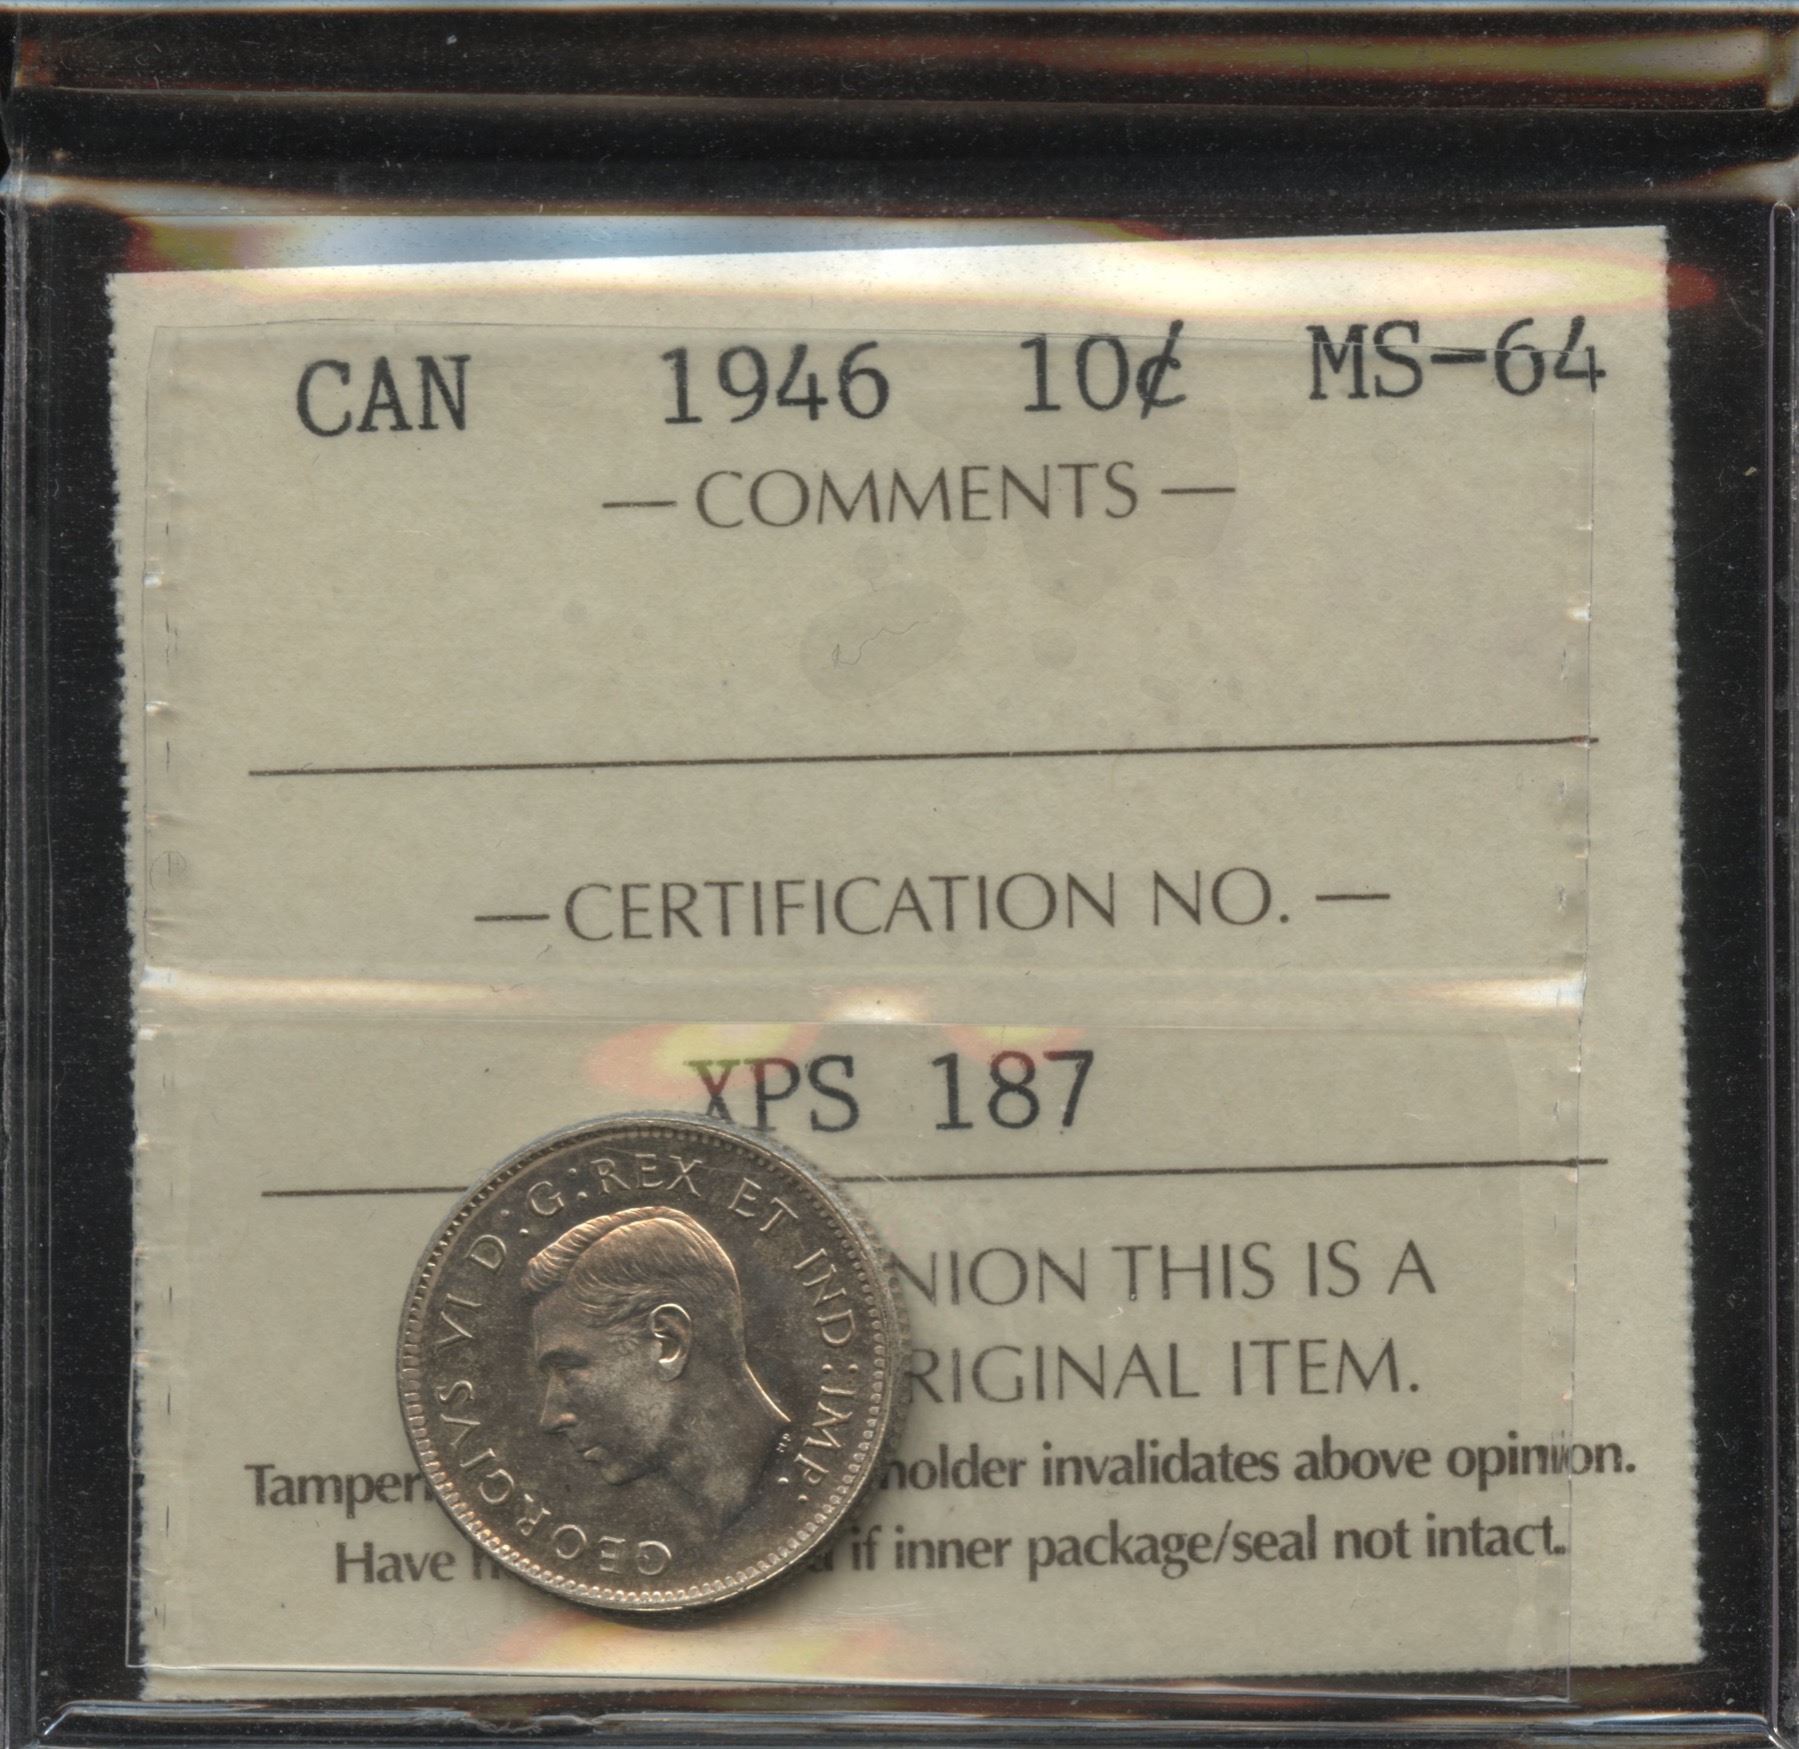 CAN 1946 10¢ MS-64
— COMMENTS —
— CERTIFICATION NO. —
XPS 187
NION THIS IS A
RIGINAL ITEM.
Tamper holder invalidates above opinion.
Have if inner package/seal not intact.
GEORGIVS VI D:G:REX ET IND:IMP.
HP